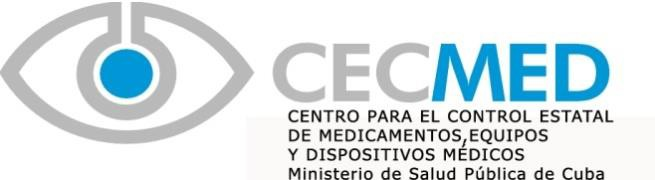 CECMED
CENTRO PARA EL CONTROL ESTATAL
DE MEDICAMENTOS,EQUIPOS
Y DISPOSITIVOS MÉDICOS
Ministerio de Salud Pública de Cuba